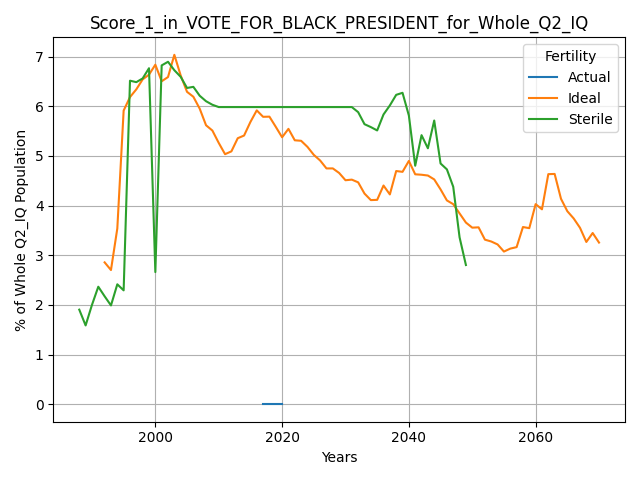 Score_1_in_VOTE_FOR_BLACK_PRESIDENT_for_Whole_Q2_IQ
Fertility
Actual
Ideal
Sterile
% of Whole Q2_IQ Population
7
6
5
4
3
2
1
0
2000 2020 2040 2060
Years